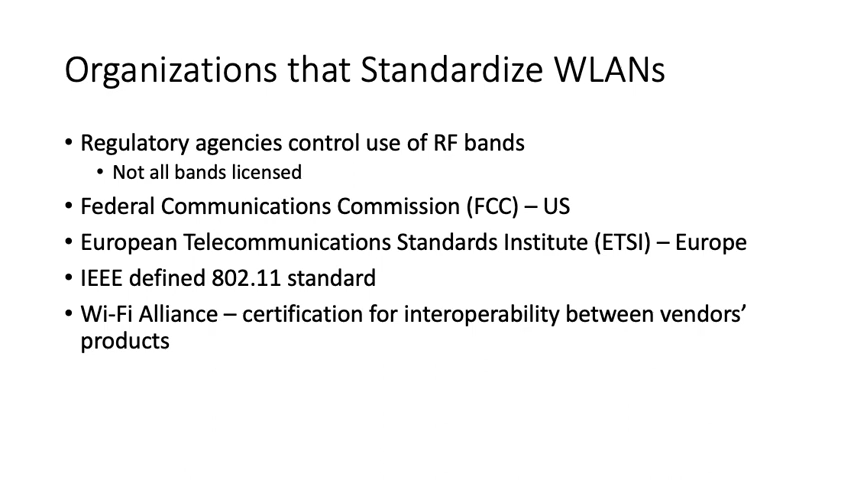 Organizations that Standardize WLANs
• Regulatory agencies control use of RF bands
• Not all bands licensed
• Federal Communications Commission (FCC) – US
• European Telecommunications Standards Institute (ETSI) – Europe
• IEEE defined 802.11 standard
• Wi-Fi Alliance – certification for interoperability between vendors’
products